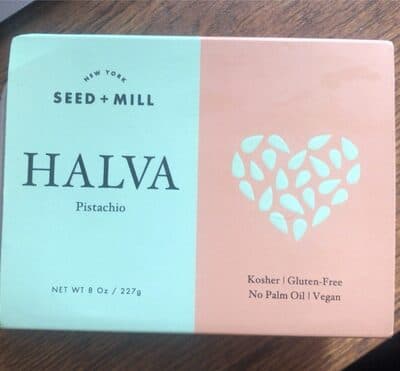 NEW YORK
SEED + MILL
HALVA
Pistachio
NET WT 8 Oz / 227g
Kosher | Gluten-Free
No Palm Oil | Vegan